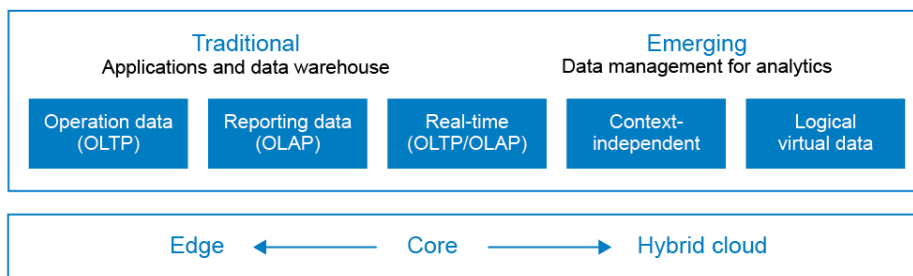 Traditional
Applications and data warehouse
Emerging
Data management for analytics
Operation data
(OLTP)
Reporting data
(OLAP)
Real-time
(OLTP/OLAP)
Context-
independent
Logical
virtual data
Edge
Core
Hybrid cloud